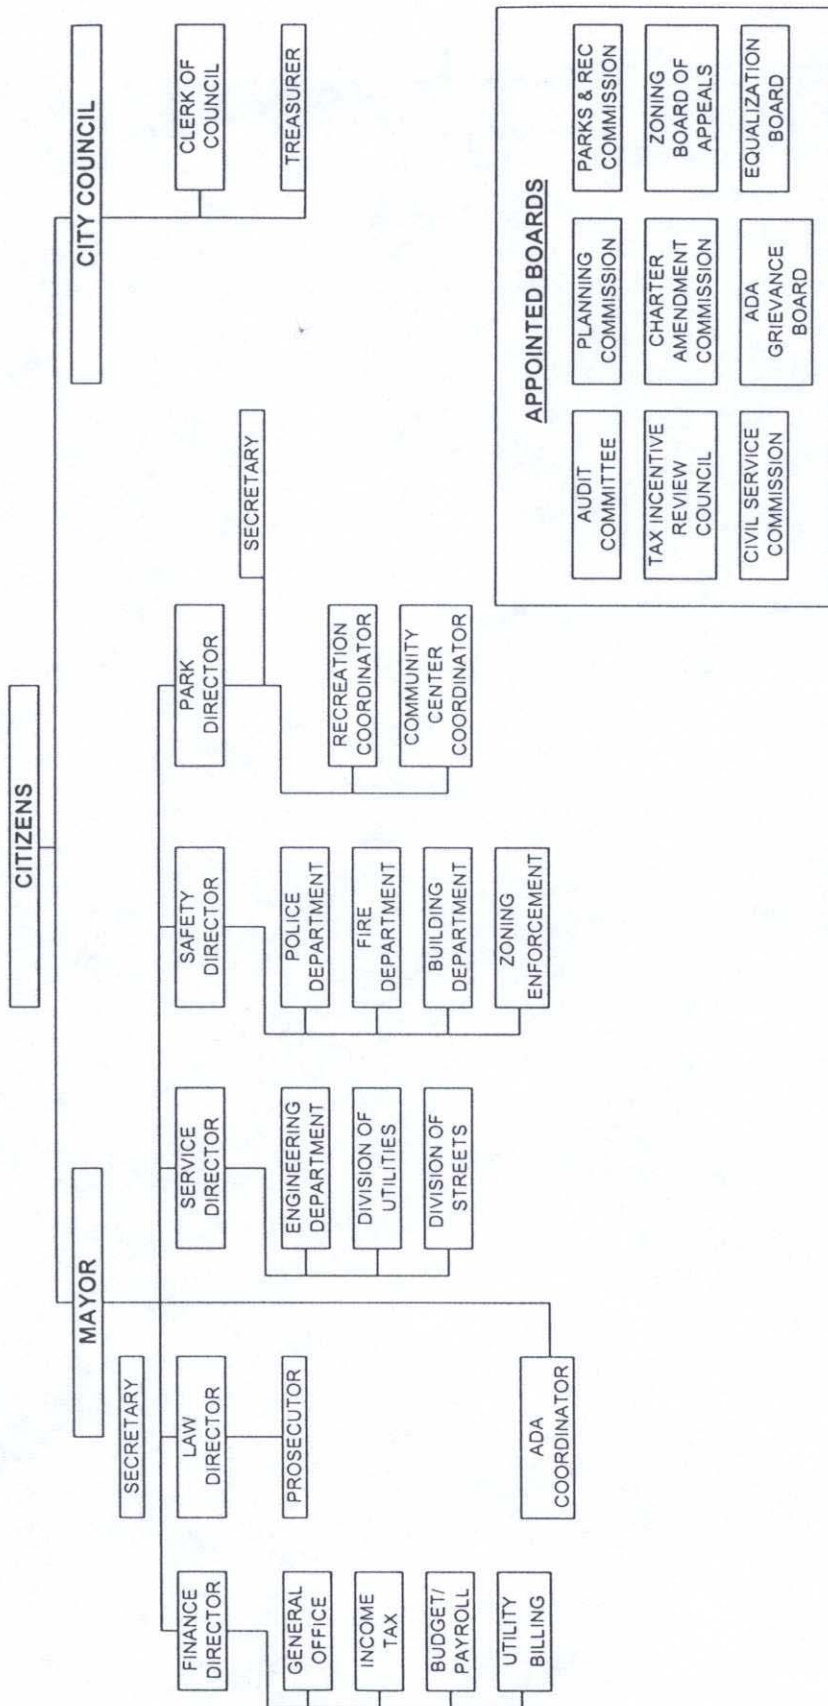 CITIZENS
MAYOR
CITY COUNCIL
SECRETARY
CLERK OF
COUNCIL
TREASURER
FINANCE
DIRECTOR
GENERAL
OFFICE
INCOME
TAX
BUDGET/
PAYROLL
UTILITY
BILLING
LAW
DIRECTOR
PROSECUTOR
ADA
COORDINATOR
SERVICE
DIRECTOR
ENGINEERING
DEPARTMENT
DIVISION OF
UTILITIES
DIVISION OF
STREETS
SAFETY
DIRECTOR
POLICE
DEPARTMENT
FIRE
DEPARTMENT
BUILDING
DEPARTMENT
ZONING
ENFORCEMENT
PARK
DIRECTOR
SECRETARY
RECREATION
COORDINATOR
COMMUNITY
CENTER
COORDINATOR
APPOINTED BOARDS
AUDIT
COMMITTEE
PLANNING
COMMISSION
PARKS & REC
COMMISSION
TAX INCENTIVE
REVIEW
COUNCIL
CHARTER
AMENDMENT
COMMISSION
ZONING
BOARD OF
APPEALS
CIVIL SERVICE
COMMISSION
ADA
GRIEVANCE
BOARD
EQUALIZATION
BOARD